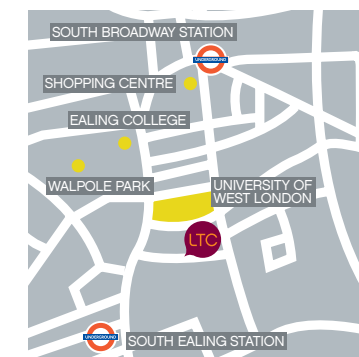 SOUTH BROADWAY STATION
UNDERGROUND
SHOPPING CENTRE
EALING COLLEGE
WALPOLE PARK
UNIVERSITY OF
WEST LONDON
LTC
UNDERGROUND
SOUTH EALING STATION